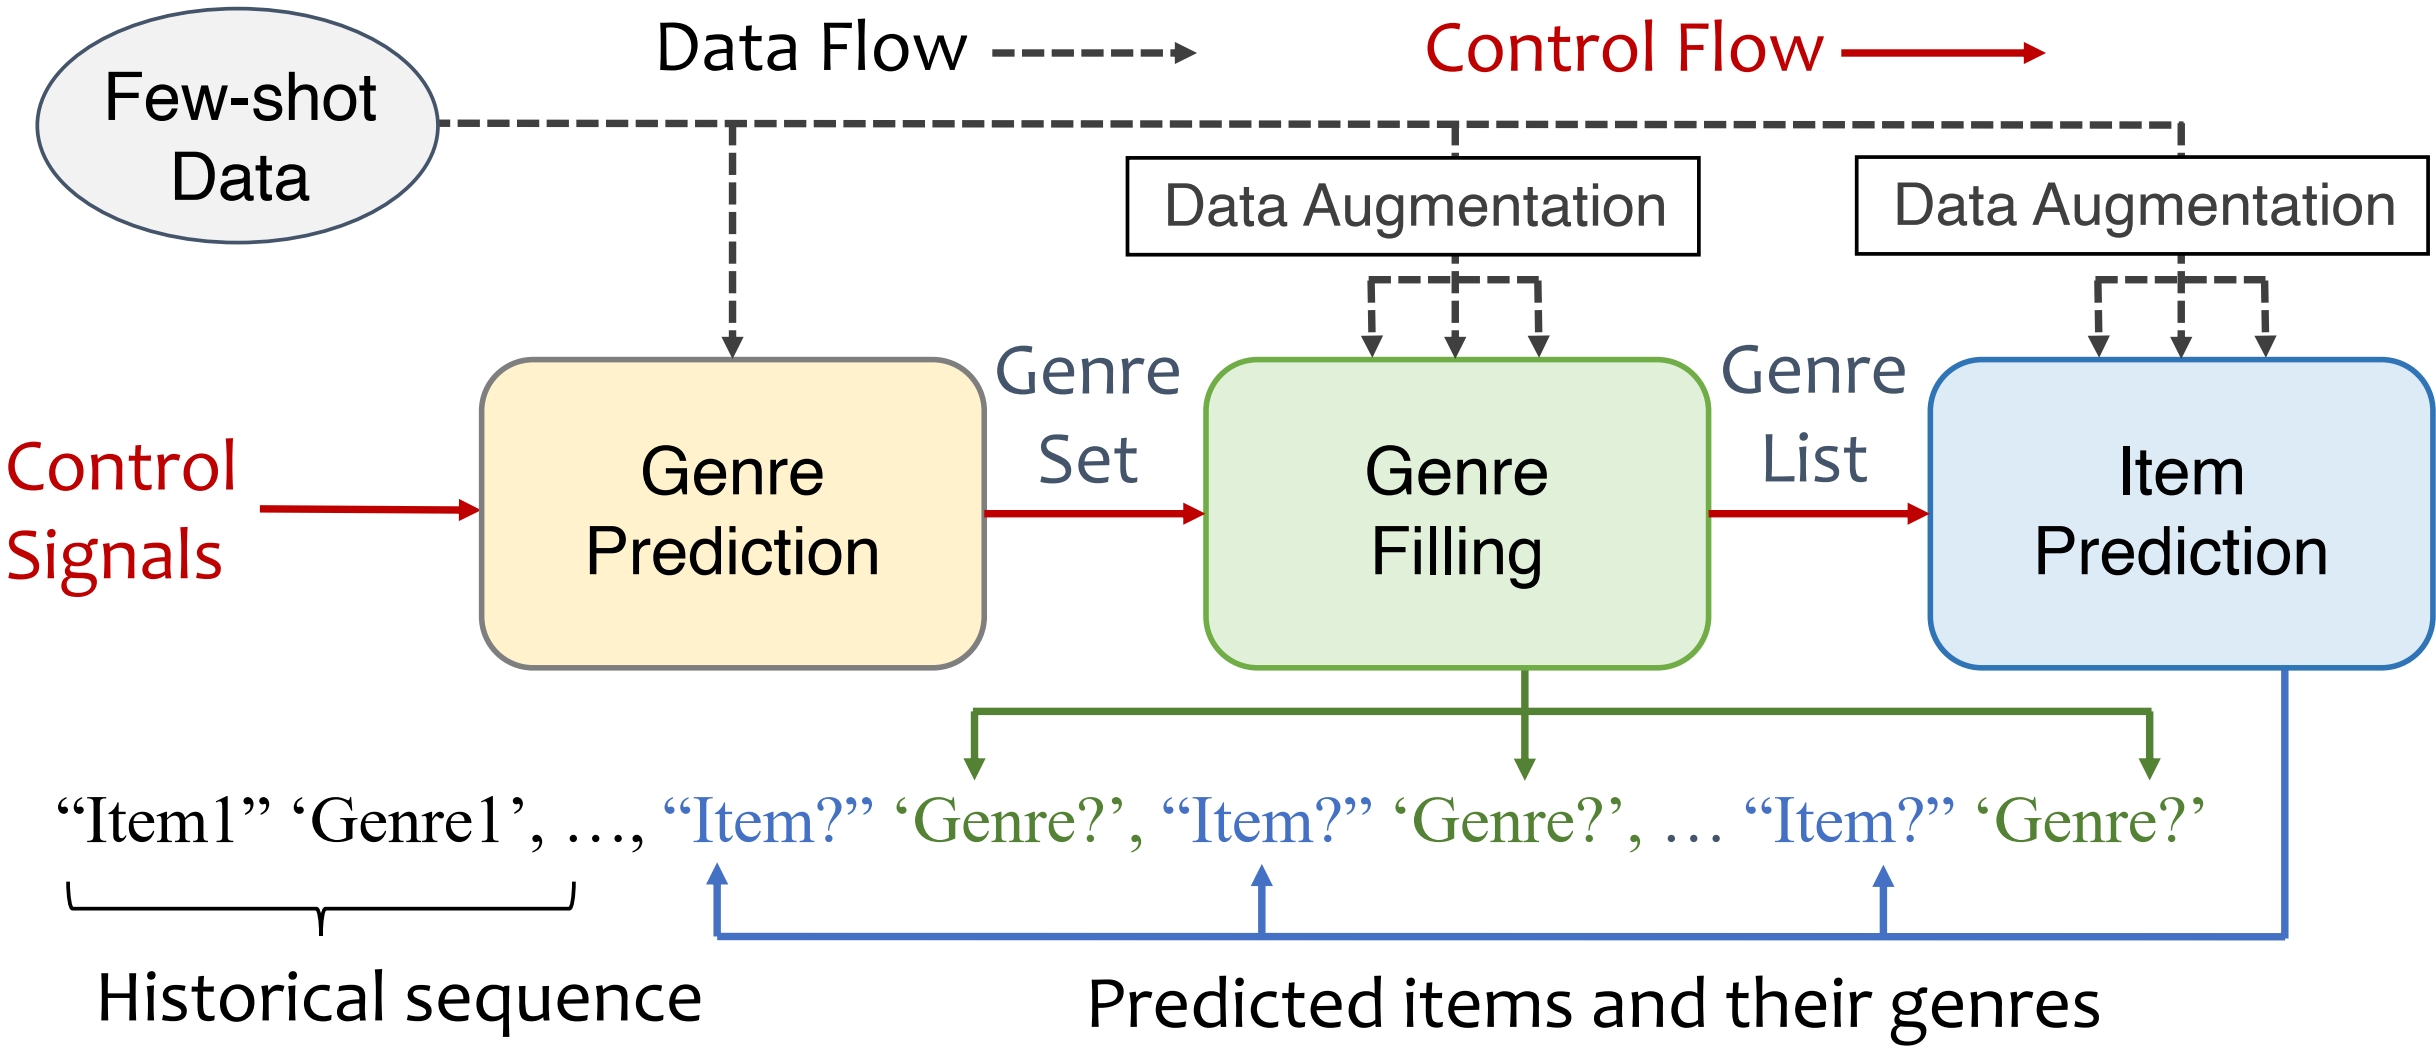 Few-shot
Data
Data Flow
Control Flow
Data Augmentation
Data Augmentation
Control
Signals
Genre
Prediction
Genre
Set
Genre
Filling
Genre
List
Item
Prediction
“Item1” ‘Genre1’, …, “Item?” ‘Genre?’, “Item?” ‘Genre?’, … “Item?” ‘Genre?’
Historical sequence
Predicted items and their genres